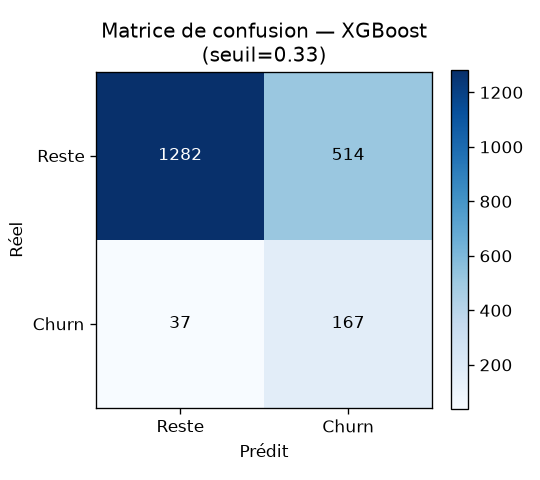 Matrice de confusion — XGBoost
(seuil=0.33)
Reste
1282
514
Churn
37
167
Reste
Churn
Prédit
Réel
1200
1000
800
600
400
200